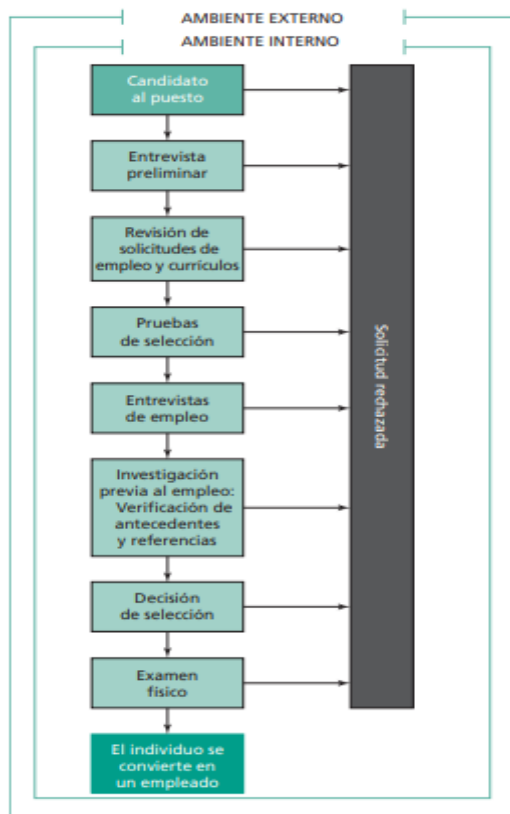 AMBIENTE EXTERNO
AMBIENTE INTERNO
Candidato
al puesto
Entrevista
preliminar
Revisión de
solicitudes de
empleo y currículos
Pruebas
de selección
Entrevistas
de empleo
Investigación
previa al empleo:
Verificación de
antecedentes
y referencias
Decisión
de selección
Examen
físico
El individuo se
convierte en
un empleado
Solicitud rechazada